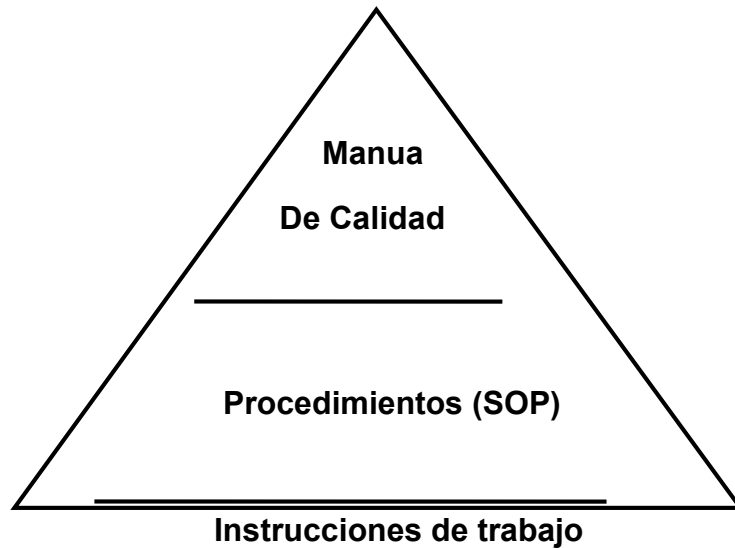 Manua
De Calidad
Procedimientos (SOP)
Instrucciones de trabajo